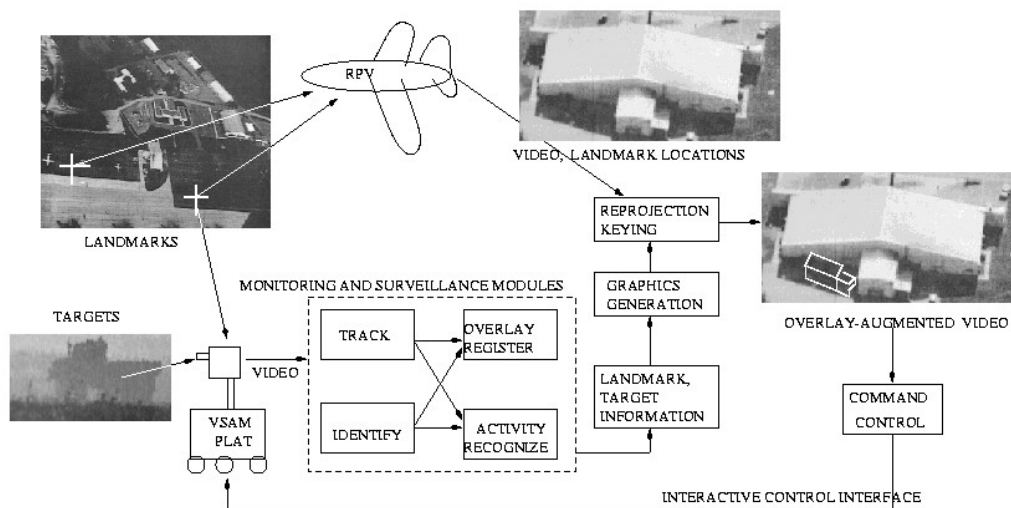 RPV
VIDEO, LANDMARK LOCATIONS
LANDMARKS
REPROJECTION
KEYING
MONITORING AND SURVEILLANCE MODULES
GRAPHICS
GENERATION
TARGETS
OVERLAY-AUGMENTED VIDEO
TRACK
OVERLAY
REGISTER
VIDEO
LANDMARK,
TARGET
INFORMATION
COMMAND
CONTROL
VSAM
PLAT
IDENTIFY
ACTIVITY
RECOGNIZE
INTERACTIVE CONTROL INTERFACE